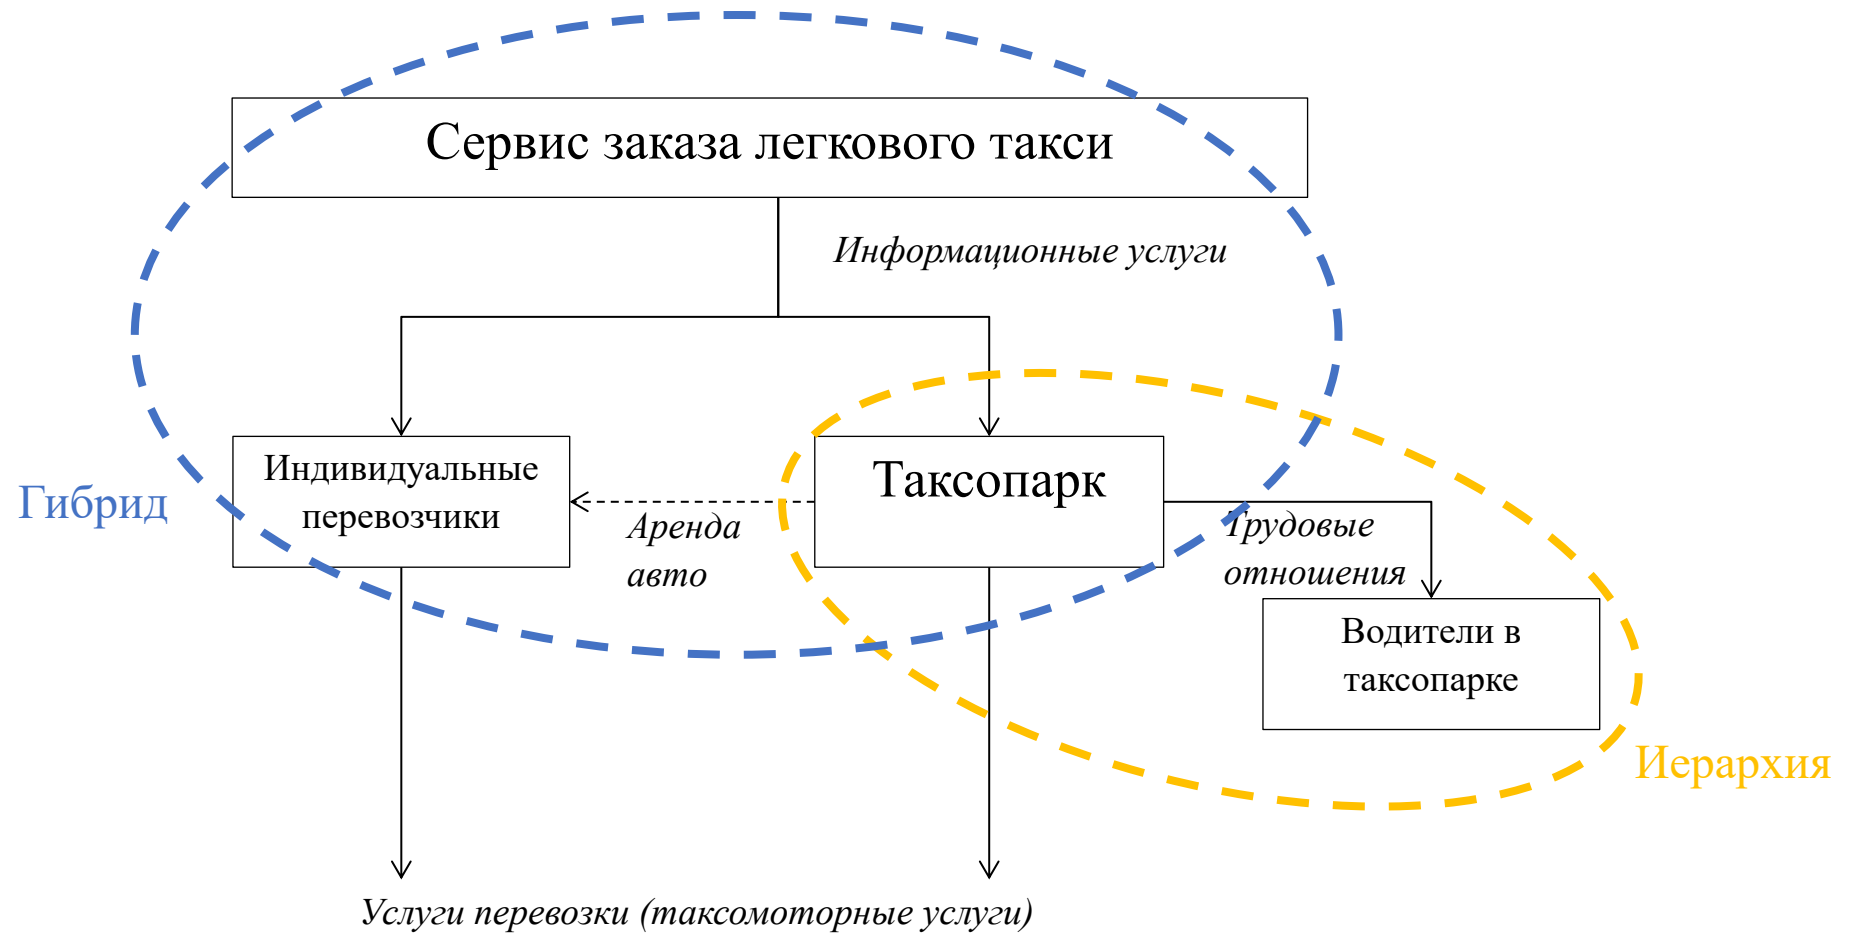 Сервис заказа легкового такси
Информационные услуги
Индивидуальные
перевозчики
Таксопарк
Гибрид
Аренда
авто
Трудовые
отношения
Водители в
таксопарке
Иерархия
Услуги перевозки (таксомоторные услуги)